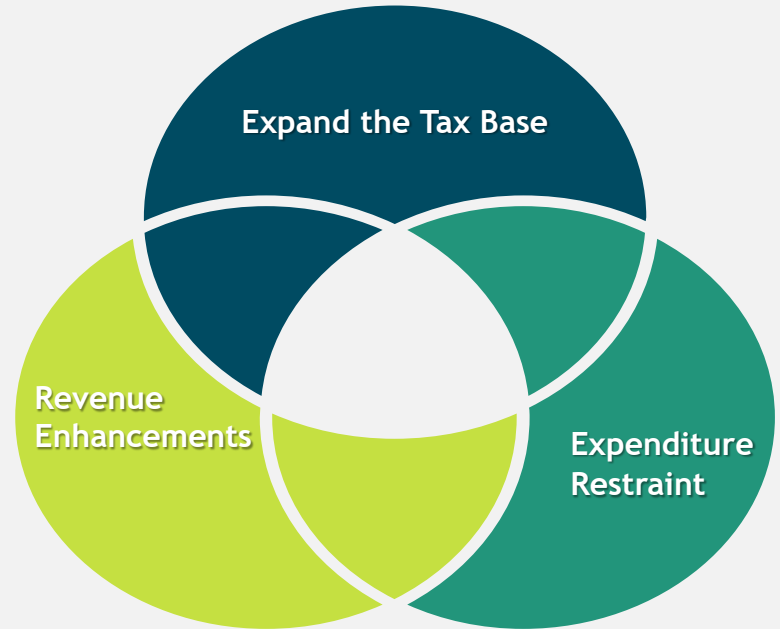 Expand the Tax Base
Revenue
Enhancements
Expenditure
Restraint